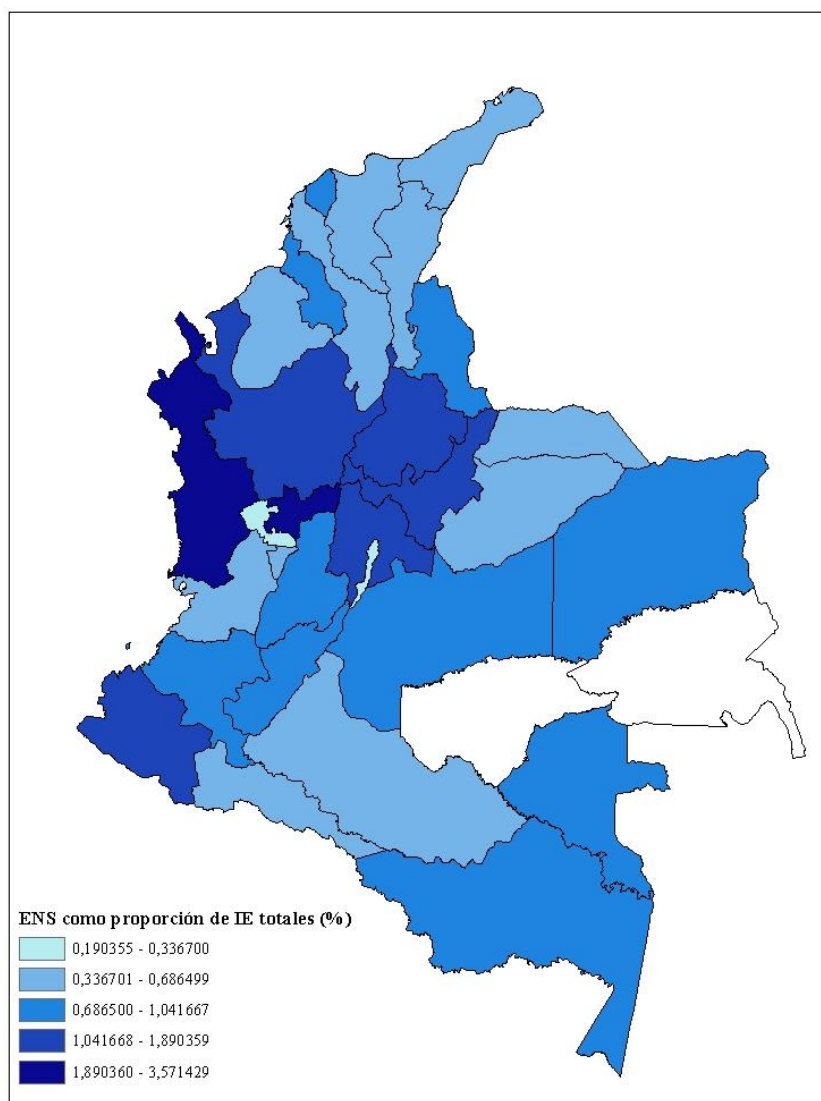 ENS como proporción de IE totales (%)
0,190355 - 0,336700
0,336701 - 0,686499
0,686500 - 1,041667
1,041668 - 1,890359
1,890360 - 3,571429